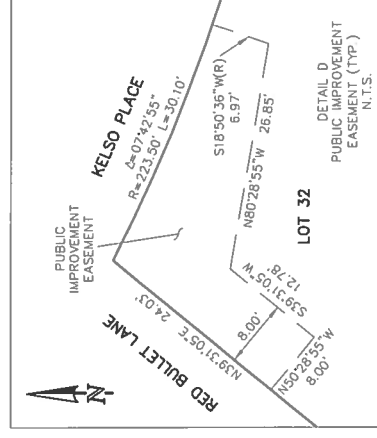 N
PUBLIC
IMPROVEMENT
EASEMENT
KELSO PLACE
Δ=07°42'55"
R=223.50' L=30.10'
S18°50'36"W(R)
6.97'
N80°28'55"W 26.85'
RED BULLET LANE
N39°31'05"E
24.03'
S39°31'05"W
12.78'
8.00'
N50°28'55"W
8.00'
LOT 32
DETAIL D
PUBLIC IMPROVEMENT
EASEMENT (TYP.)
N.T.S.